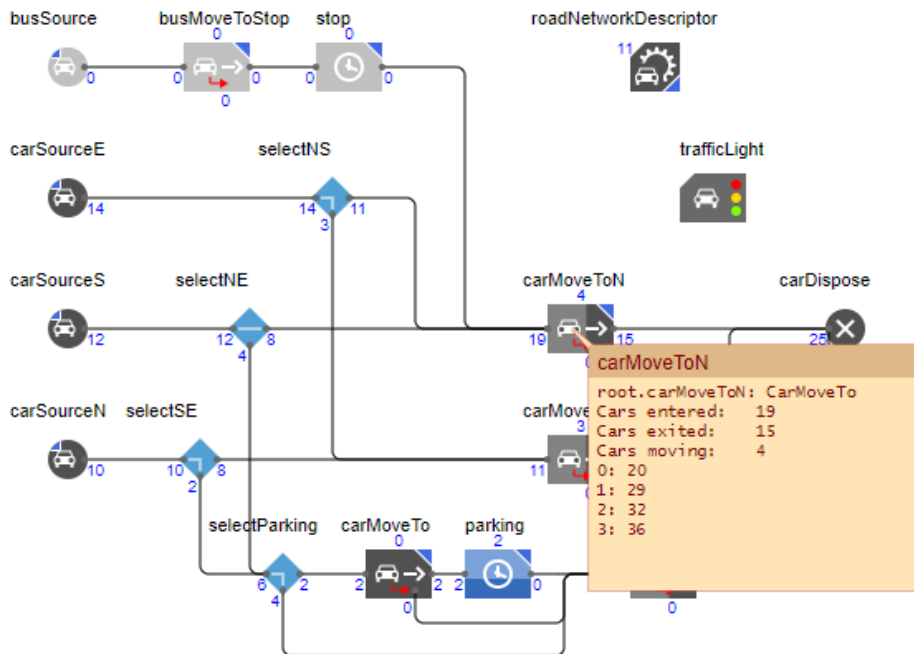 busSource busMoveToStop stop roadNetworkDescriptor
0 0 11
0 0 0 0 0
0
carSourceE selectNS trafficLight
14 14 11
3
carSourceS selectNE carMoveToN carDispose
4
12 12 8 19 15 25
4
carMoveToN
root.carMoveToN: CarMoveTo
Cars entered: 19
Cars exited: 15
Cars moving: 4
0: 20
1: 29
2: 32
3: 36
carSourceN selectSE carMove
3
10 10 8 11
2
selectParking carMoveTo parking
0 2
6 2 2 2 2 0
4 0 0